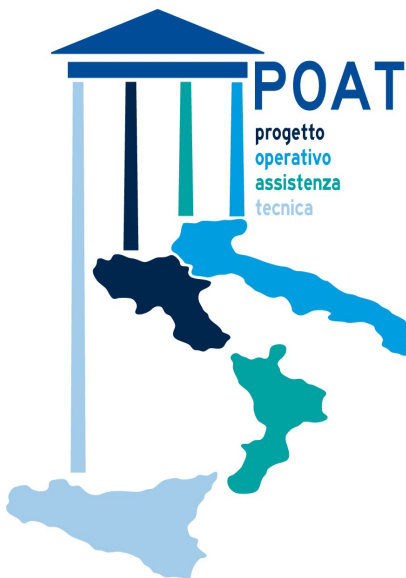 POAT
progetto
operativo
assistenza
tecnica